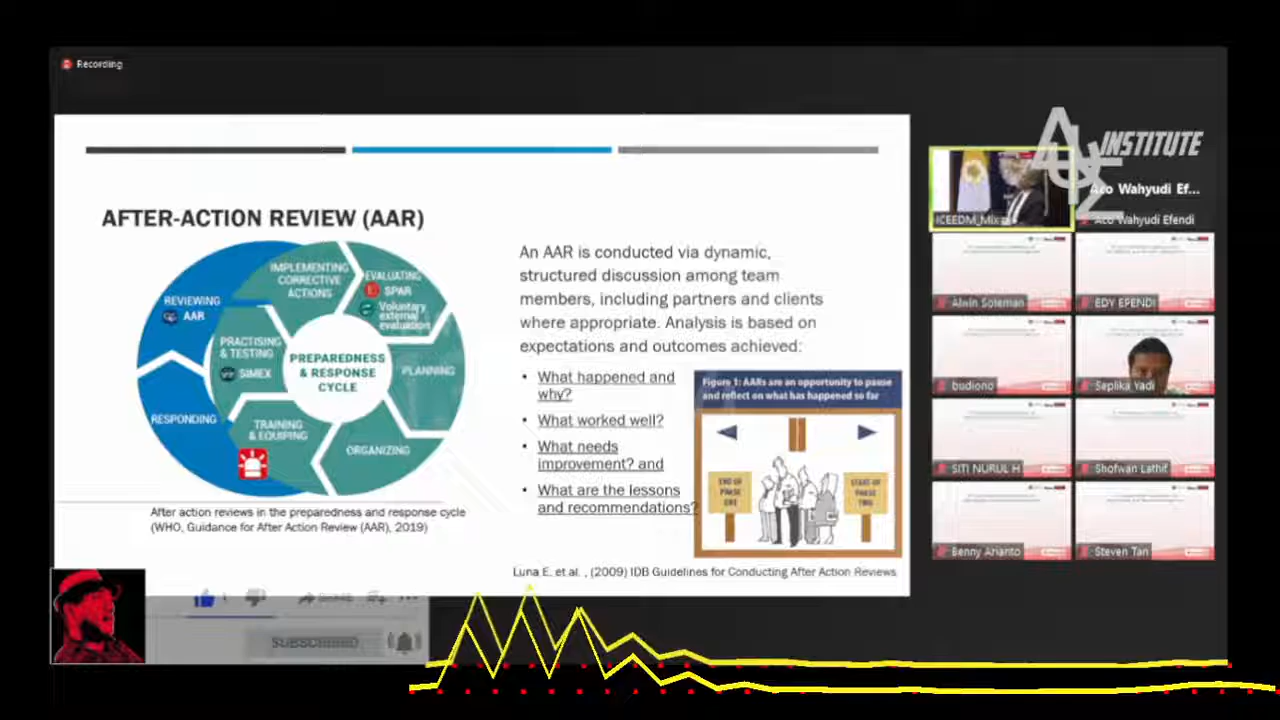 Recording
AFTER-ACTION REVIEW (AAR)
REVIEWING
AAR
IMPLEMENTING
CORRECTIVE
ACTIONS
EVALUATING
SPAR
Voluntary
external
evaluation
PRACTISING
& TESTING
SIMEX
PREPAREDNESS
& RESPONSE
CYCLE
PLANNING
RESPONDING
TRAINING
& EQUIPING
ORGANIZING
After action reviews in the preparedness and response cycle
(WHO, Guidance for After Action Review (AAR), 2019)
An AAR is conducted via dynamic,
structured discussion among team
members, including partners and clients
where appropriate. Analysis is based on
expectations and outcomes achieved:
• What happened and
why?
• What worked well?
• What needs
improvement? and
• What are the lessons
and recommendations?
Figure 1: AARs are an opportunity to pause
and reflect on what has happened so far
END OF
PHASE
ONE
START OF
PHASE
TWO
Luna E. et al. , (2009) IDB Guidelines for Conducting After Action Reviews
INSTITUTE
Aco Wahyudi Ef...
ICEEDM_Mix
Aco Wahyudi Efendi
Alwin Soleman
EDY EPENDI
budiono
Seplika Yadi
SITI NURUL H
Shofwan Lathif
Benny Arianto
Steven Tan
1
SHARE